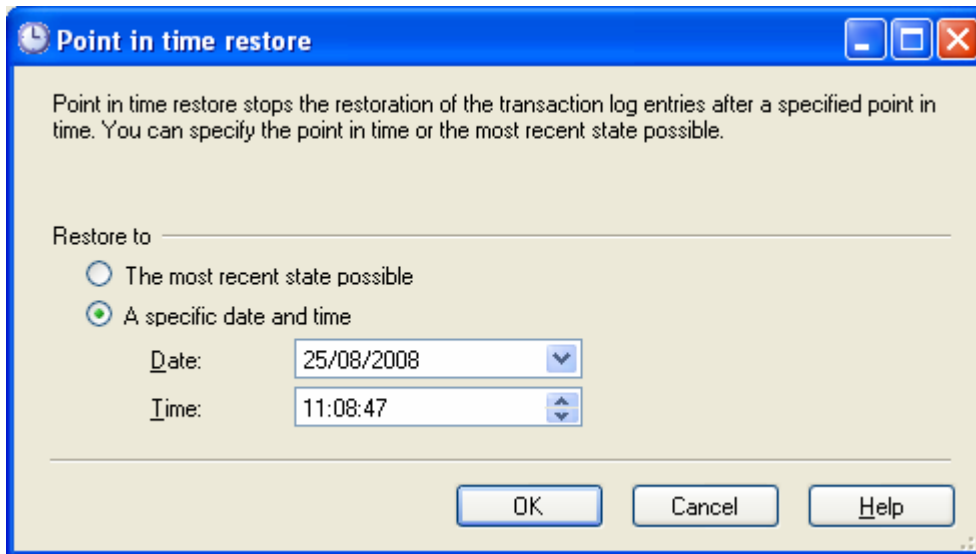 Point in time restore
Point in time restore stops the restoration of the transaction log entries after a specified point in
time. You can specify the point in time or the most recent state possible.
Restore to
The most recent state possible
A specific date and time
Date: 25/08/2008
Time: 11:08:47
OK Cancel Help